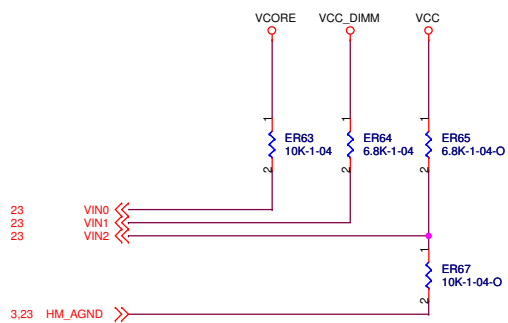 VCORE VCC_DIMM VCC
1 1 1
ER63 ER64 ER65
10K-1-04 6.8K-1-04 6.8K-1-04-O
2 2 2
23 VIN0
23 VIN1
23 VIN2
1
ER67
10K-1-04-O
2
3,23 HM_AGND